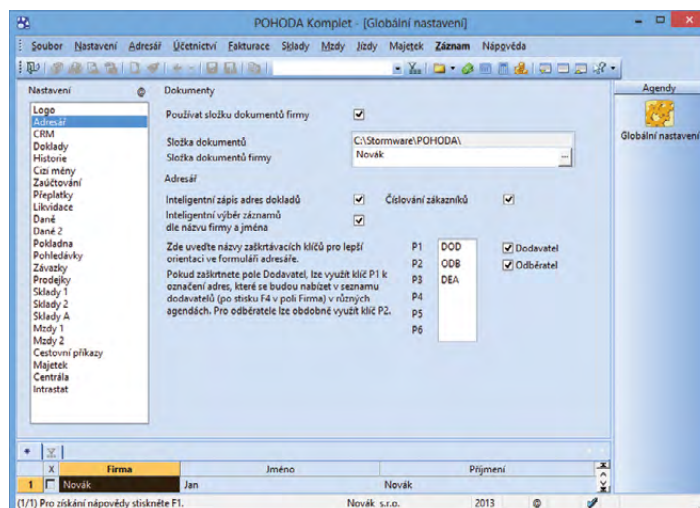 POHODA Komplet - [Globální nastavení]
Soubor Nastavení Adresář Účetnictví Fakturace Sklady Mzdy Jízdy Majetek Záznam Nápověda
Nastavení
Logo
Adresář
CRM
Doklady
Historie
Cizí měny
Zaúčtování
Přeplatky
Likvidace
Daně
Daně 2
Pokladna
Pohledávky
Závazky
Prodejky
Sklady 1
Sklady 2
Sklady A
Mzdy 1
Mzdy 2
Cestovní příkazy
Majetek
Centrála
Intrastat
Dokumenty
Používat složku dokumentů firmy
Složka dokumentů C:\Stormware\POHODA\
Složka dokumentů firmy Novák ...
Adresář
Inteligentní zápis adres dokladů Číslování zákazníků
Inteligentní výběr záznamů
dle názvu firmy a jména
Zde uveďte názvy zaškrtávacích klíčů pro lepší
orientaci ve formuláři adresáře.
Pokud zaškrtnete pole Dodavatel, lze využít klíč P1 k
označení adres, které se budou nabízet v seznamu
dodavatelů (po stisku F4 v poli Firma) v různých
agendách. Pro odběratele lze obdobně využít klíč P2.
P1 DOD Dodavatel
P2 ODB Odběratel
P3 DEA
P4
P5
P6
Agendy
Globální nastavení
X Firma Jméno Příjmení
1 Novák Jan Novák
(1/1) Pro získání nápovědy stiskněte F1. Novák s.r.o. 2013